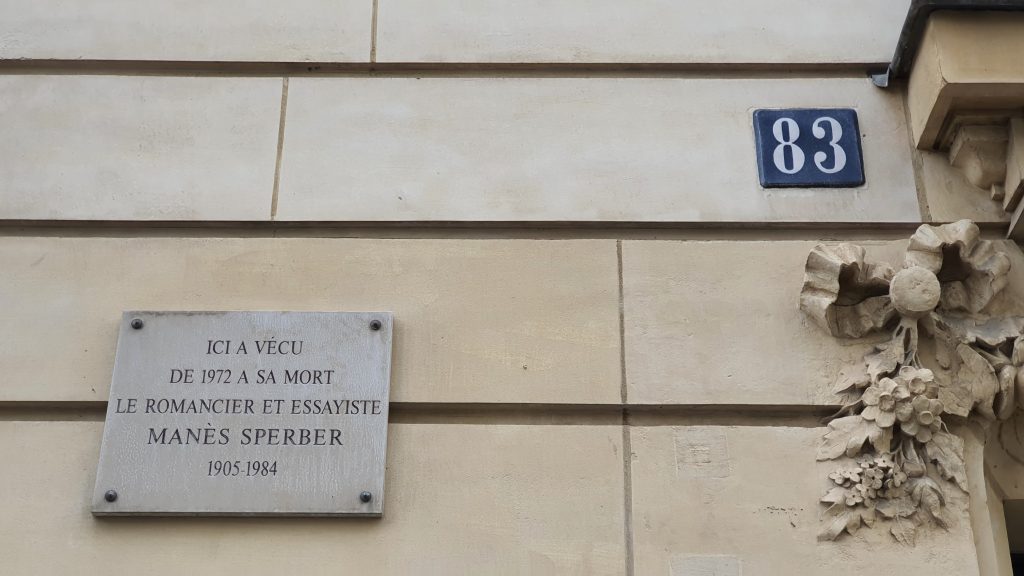 83
ICI A VÉCU
DE 1972 A SA MORT
LE ROMANCIER ET ESSAYISTE
MANÈS SPERBER
1905-1984